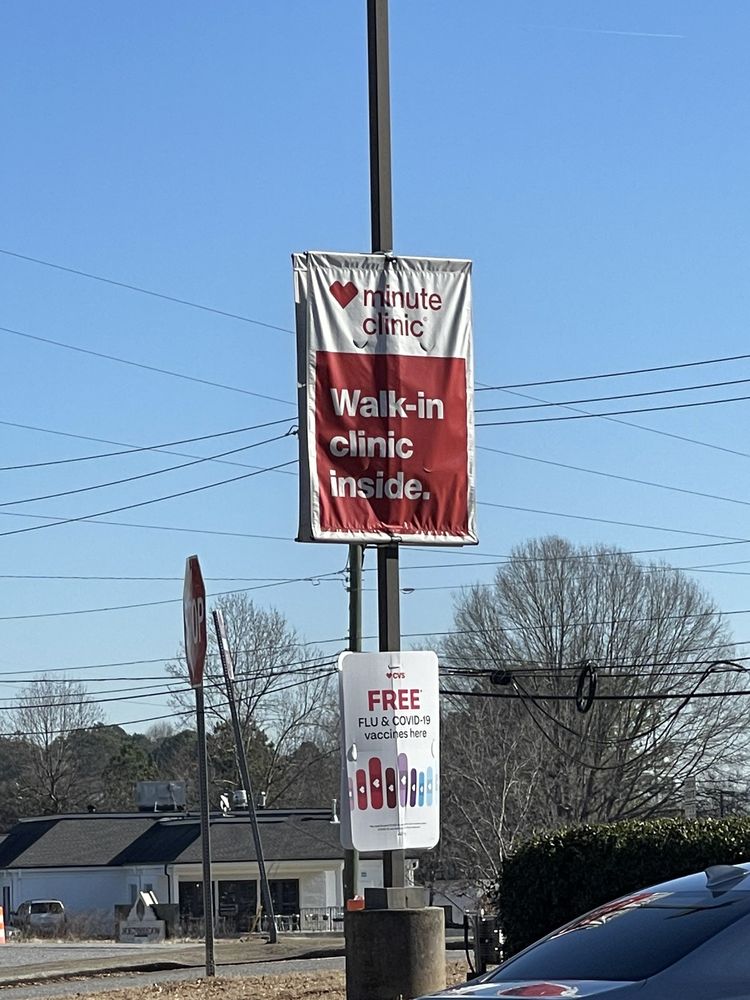 minute
clinic®
Walk-in
clinic
inside.
CVS
FREE*
FLU & COVID-19
vaccines here